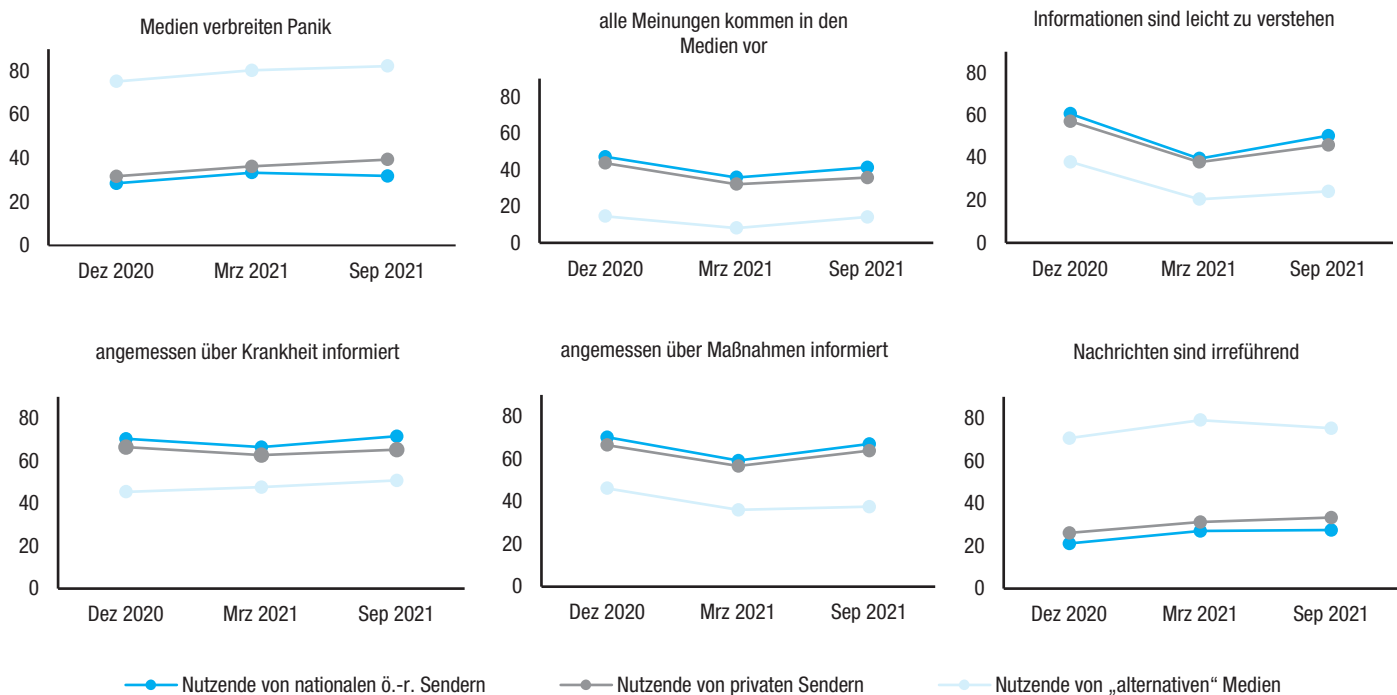 Medien verbreiten Panik
80
60
40
20
0
Dez 2020 Mrz 2021 Sep 2021
alle Meinungen kommen in den
Medien vor
80
60
40
20
0
Dez 2020 Mrz 2021 Sep 2021
Informationen sind leicht zu verstehen
80
60
40
20
0
Dez 2020 Mrz 2021 Sep 2021
angemessen über Krankheit informiert
80
60
40
20
0
Dez 2020 Mrz 2021 Sep 2021
angemessen über Maßnahmen informiert
80
60
40
20
0
Dez 2020 Mrz 2021 Sep 2021
Nachrichten sind irreführend
80
60
40
20
0
Dez 2020 Mrz 2021 Sep 2021
Nutzende von nationalen ö.-r. Sendern Nutzende von privaten Sendern Nutzende von „alternativen“ Medien